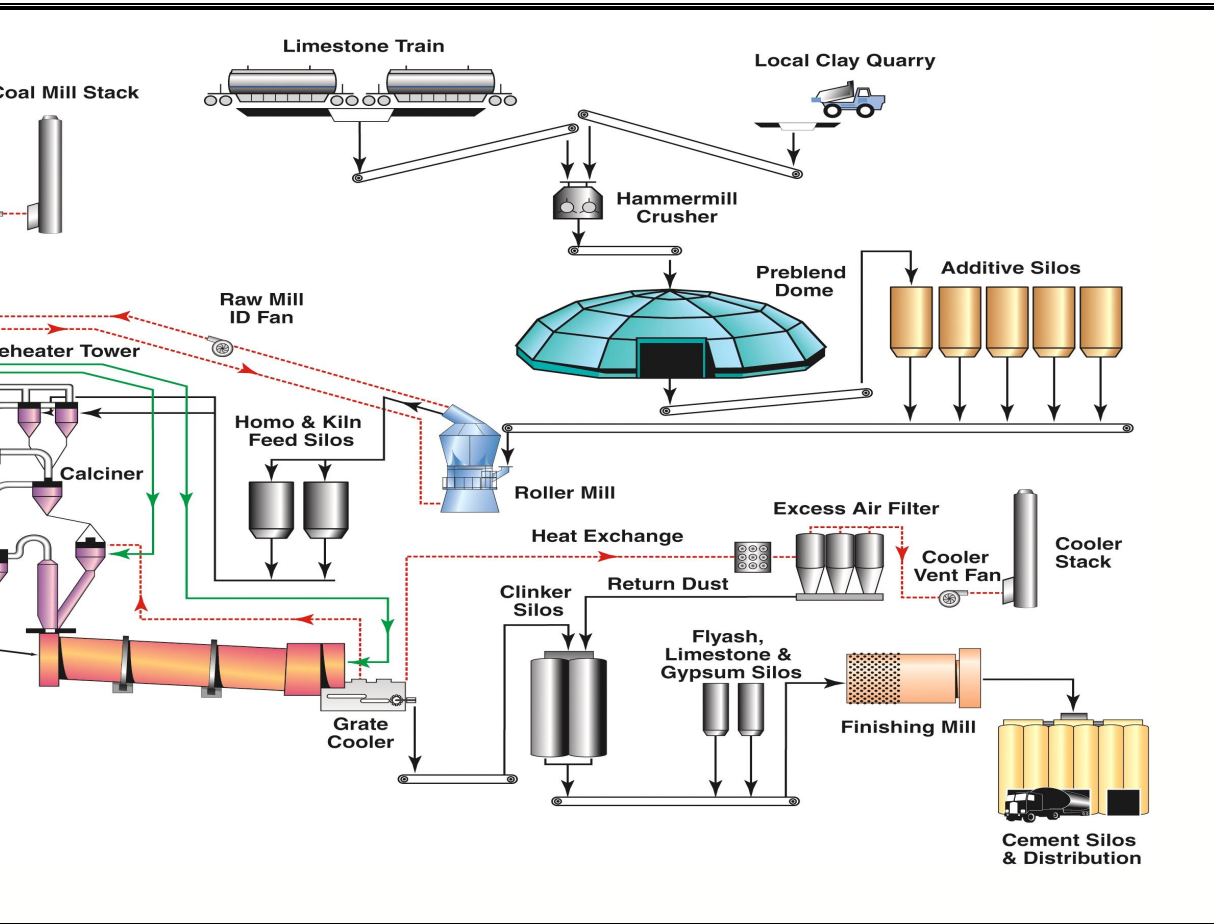 Limestone Train
Local Clay Quarry
Coal Mill Stack
Hammermill
Crusher
Preblend
Dome
Additive Silos
Raw Mill
ID Fan
eheater Tower
Homo & Kiln
Feed Silos
Calciner
Roller Mill
Excess Air Filter
Heat Exchange
Cooler
Vent Fan
Cooler
Stack
Return Dust
Clinker
Silos
Flyash,
Limestone &
Gypsum Silos
Grate
Cooler
Finishing Mill
Cement Silos
& Distribution